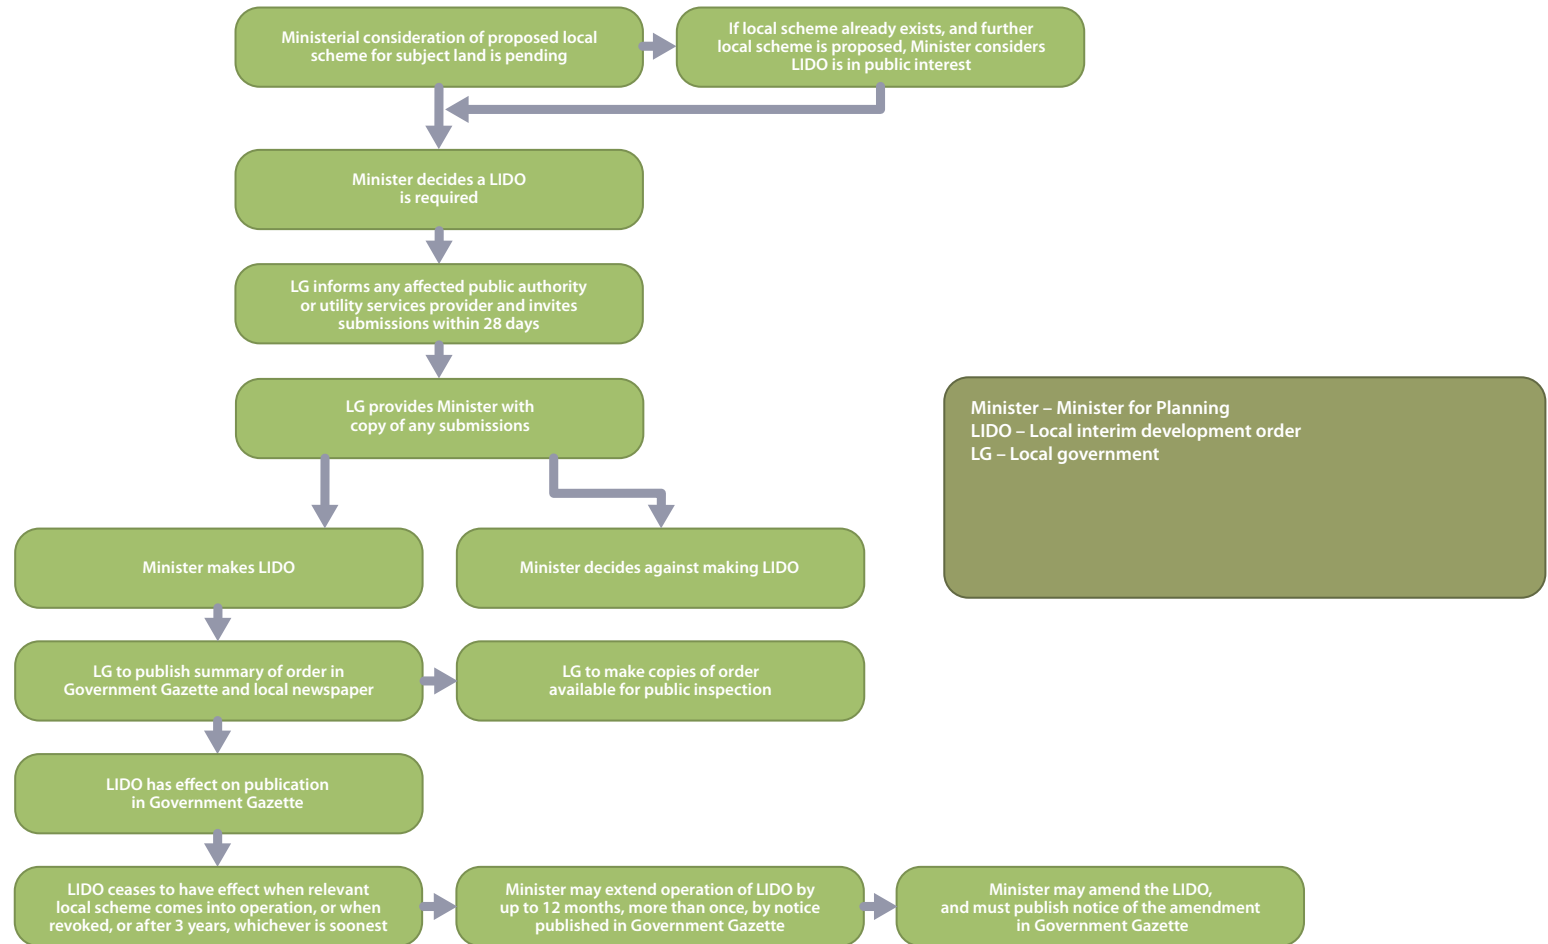 Ministerial consideration of proposed local
scheme for subject land is pending
If local scheme already exists, and further
local scheme is proposed, Minister considers
LIDO is in public interest
Minister decides a LIDO
is required
LG informs any affected public authority
or utility services provider and invites
submissions within 28 days
LG provides Minister with
copy of any submissions
Minister – Minister for Planning
LIDO – Local interim development order
LG – Local government
Minister makes LIDO
Minister decides against making LIDO
LG to publish summary of order in
Government Gazette and local newspaper
LG to make copies of order
available for public inspection
LIDO has effect on publication
in Government Gazette
LIDO ceases to have effect when relevant
local scheme comes into operation, or when
revoked, or after 3 years, whichever is soonest
Minister may extend operation of LIDO by
up to 12 months, more than once, by notice
published in Government Gazette
Minister may amend the LIDO,
and must publish notice of the amendment
in Government Gazette